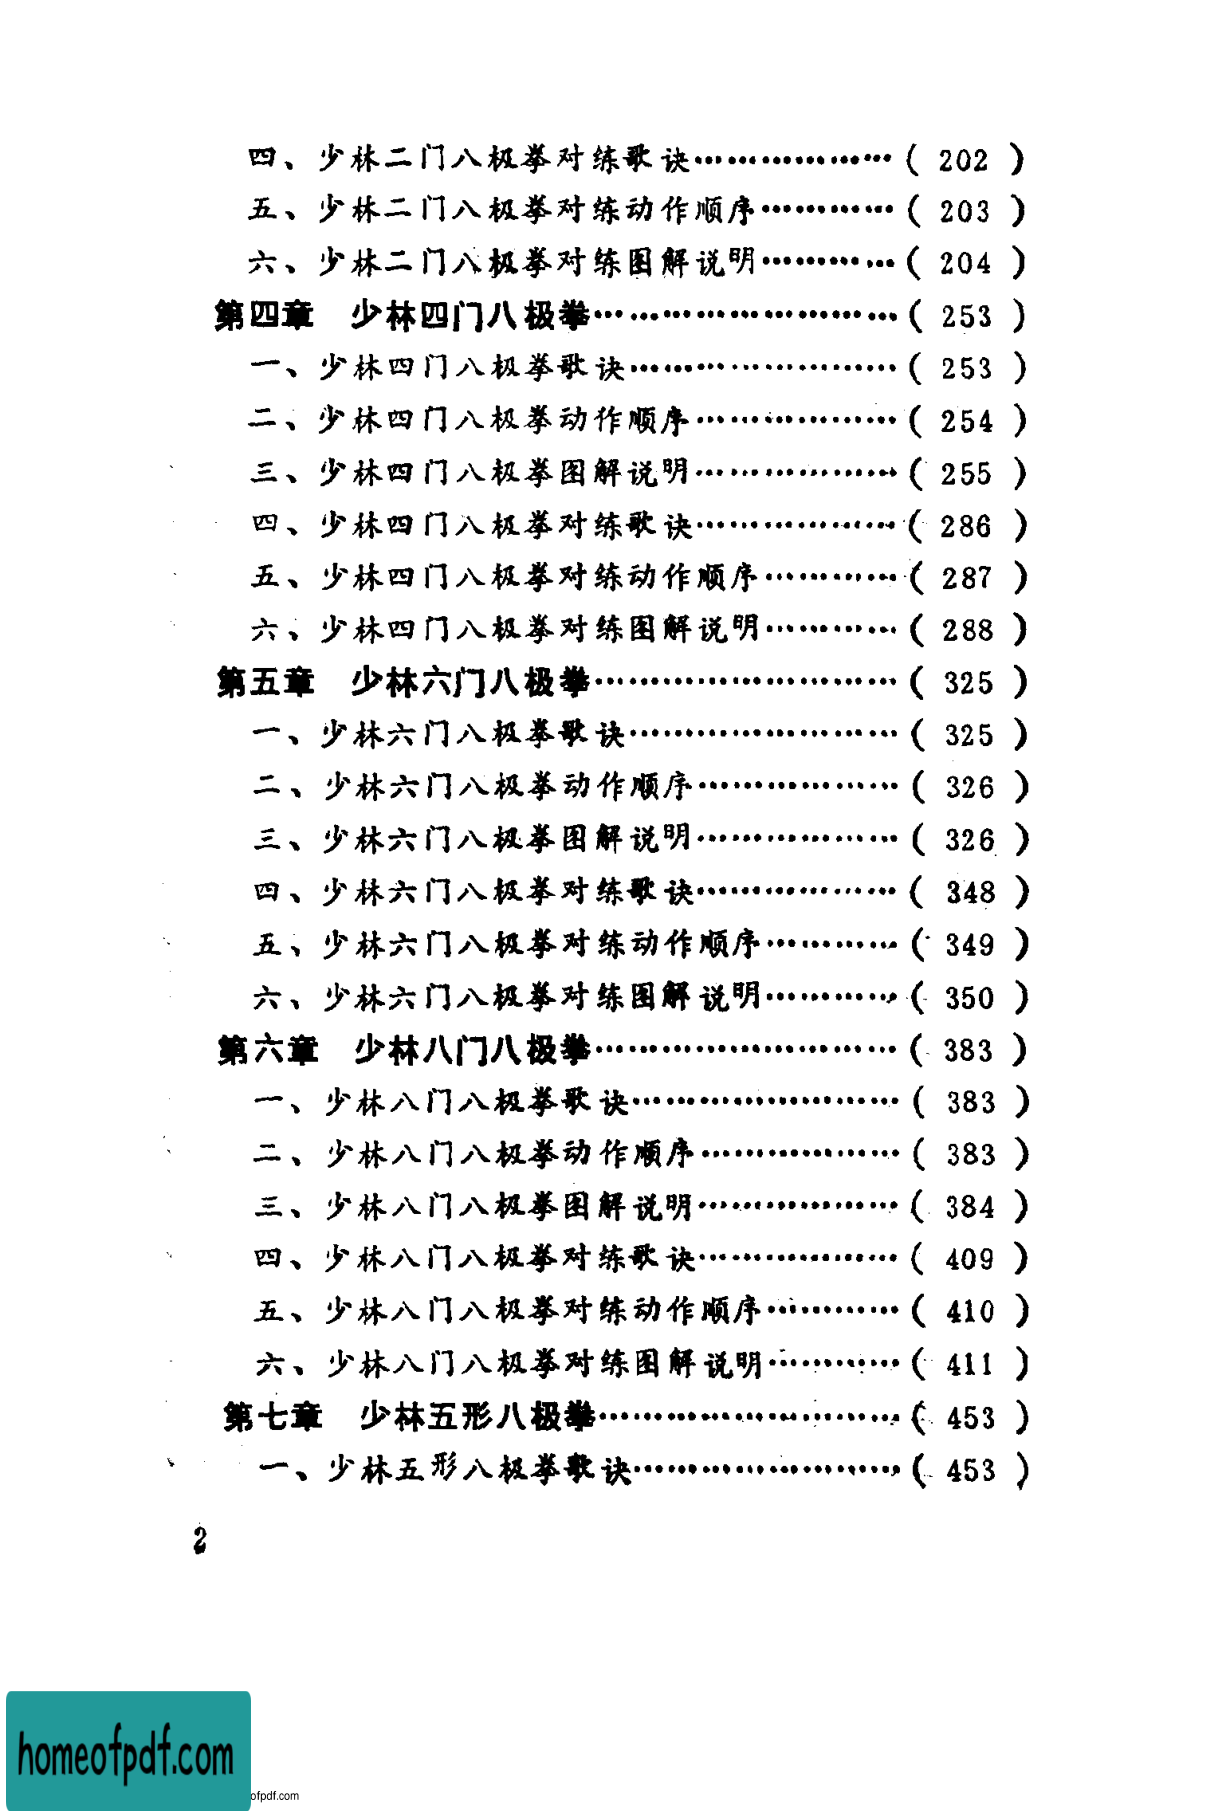 四、少林二门八极拳对练歌诀………………( 202 )
五、少林二门八极拳对练动作顺序…………( 203 )
六、少林二门八极拳对练图解说明…………( 204 )
第四章 少林四门八极拳………………………( 253 )
一、少林四门八极拳歌诀……………………( 253 )
二、少林四门八极拳动作顺序………………( 254 )
三、少林四门八极拳图解说明………………( 255 )
四、少林四门八极拳对练歌诀………………( 286 )
五、少林四门八极拳对练动作顺序…………( 287 )
六、少林四门八极拳对练图解说明…………( 288 )
第五章 少林六门八极拳………………………( 325 )
一、少林六门八极拳歌诀……………………( 325 )
二、少林六门八极拳动作顺序………………( 326 )
三、少林六门八极拳图解说明………………( 326 )
四、少林六门八极拳对练歌诀………………( 348 )
五、少林六门八极拳对练动作顺序…………( 349 )
六、少林六门八极拳对练图解说明…………( 350 )
第六章 少林八门八极拳………………………( 383 )
一、少林八门八极拳歌诀……………………( 383 )
二、少林八门八极拳动作顺序………………( 383 )
三、少林八门八极拳图解说明………………( 384 )
四、少林八门八极拳对练歌诀………………( 409 )
五、少林八门八极拳对练动作顺序…………( 410 )
六、少林八门八极拳对练图解说明…………( 411 )
第七章 少林五形八极拳………………………( 453 )
一、少林五形八极拳歌诀……………………( 453 )
2
homeofpdf.com
ofpdf.com